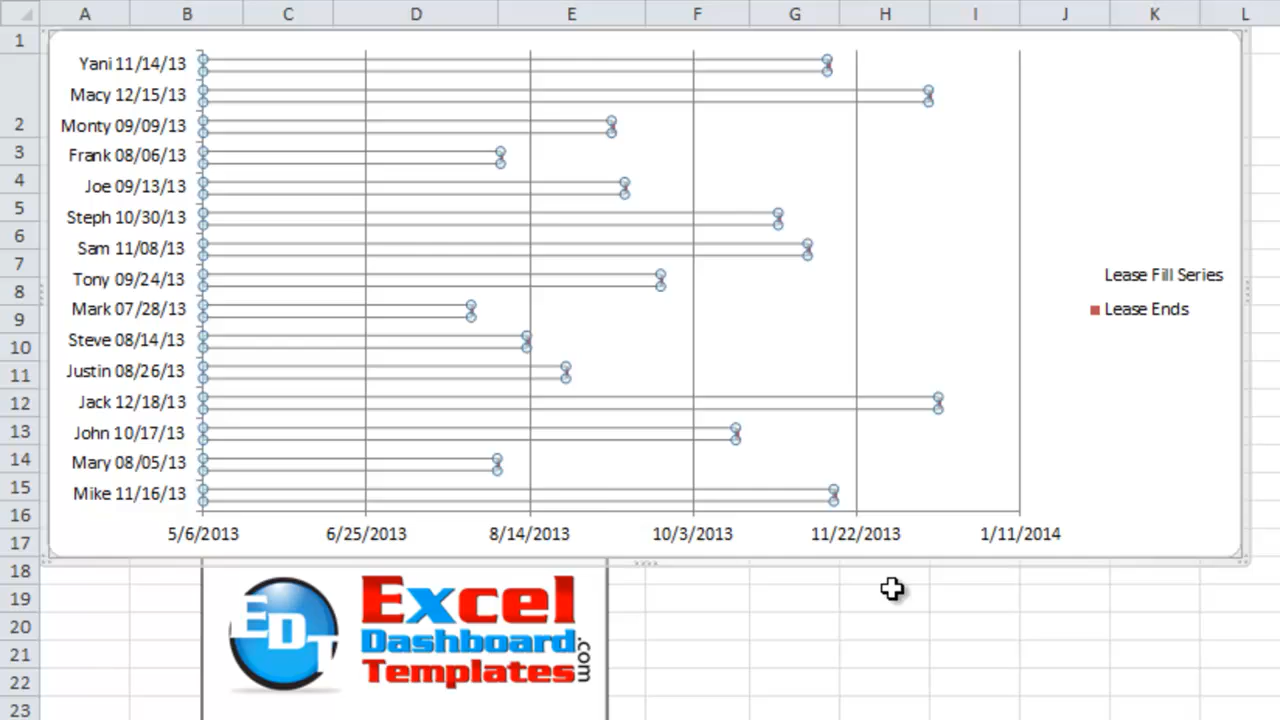 A B C D E F G H I J K L
1
Yani 11/14/13
Macy 12/15/13
2
Monty 09/09/13
3
Frank 08/06/13
4
Joe 09/13/13
5
Steph 10/30/13
6
Sam 11/08/13
7
Tony 09/24/13
Lease Fill Series
8
Mark 07/28/13
Lease Ends
9
Steve 08/14/13
10
Justin 08/26/13
11
Jack 12/18/13
12
John 10/17/13
13
Mary 08/05/13
14
Mike 11/16/13
15
16
5/6/2013 6/25/2013 8/14/2013 10/3/2013 11/22/2013 1/11/2014
17
18
19
20
21
22
23
EDT
Excel
Dashboard
Templates
.com